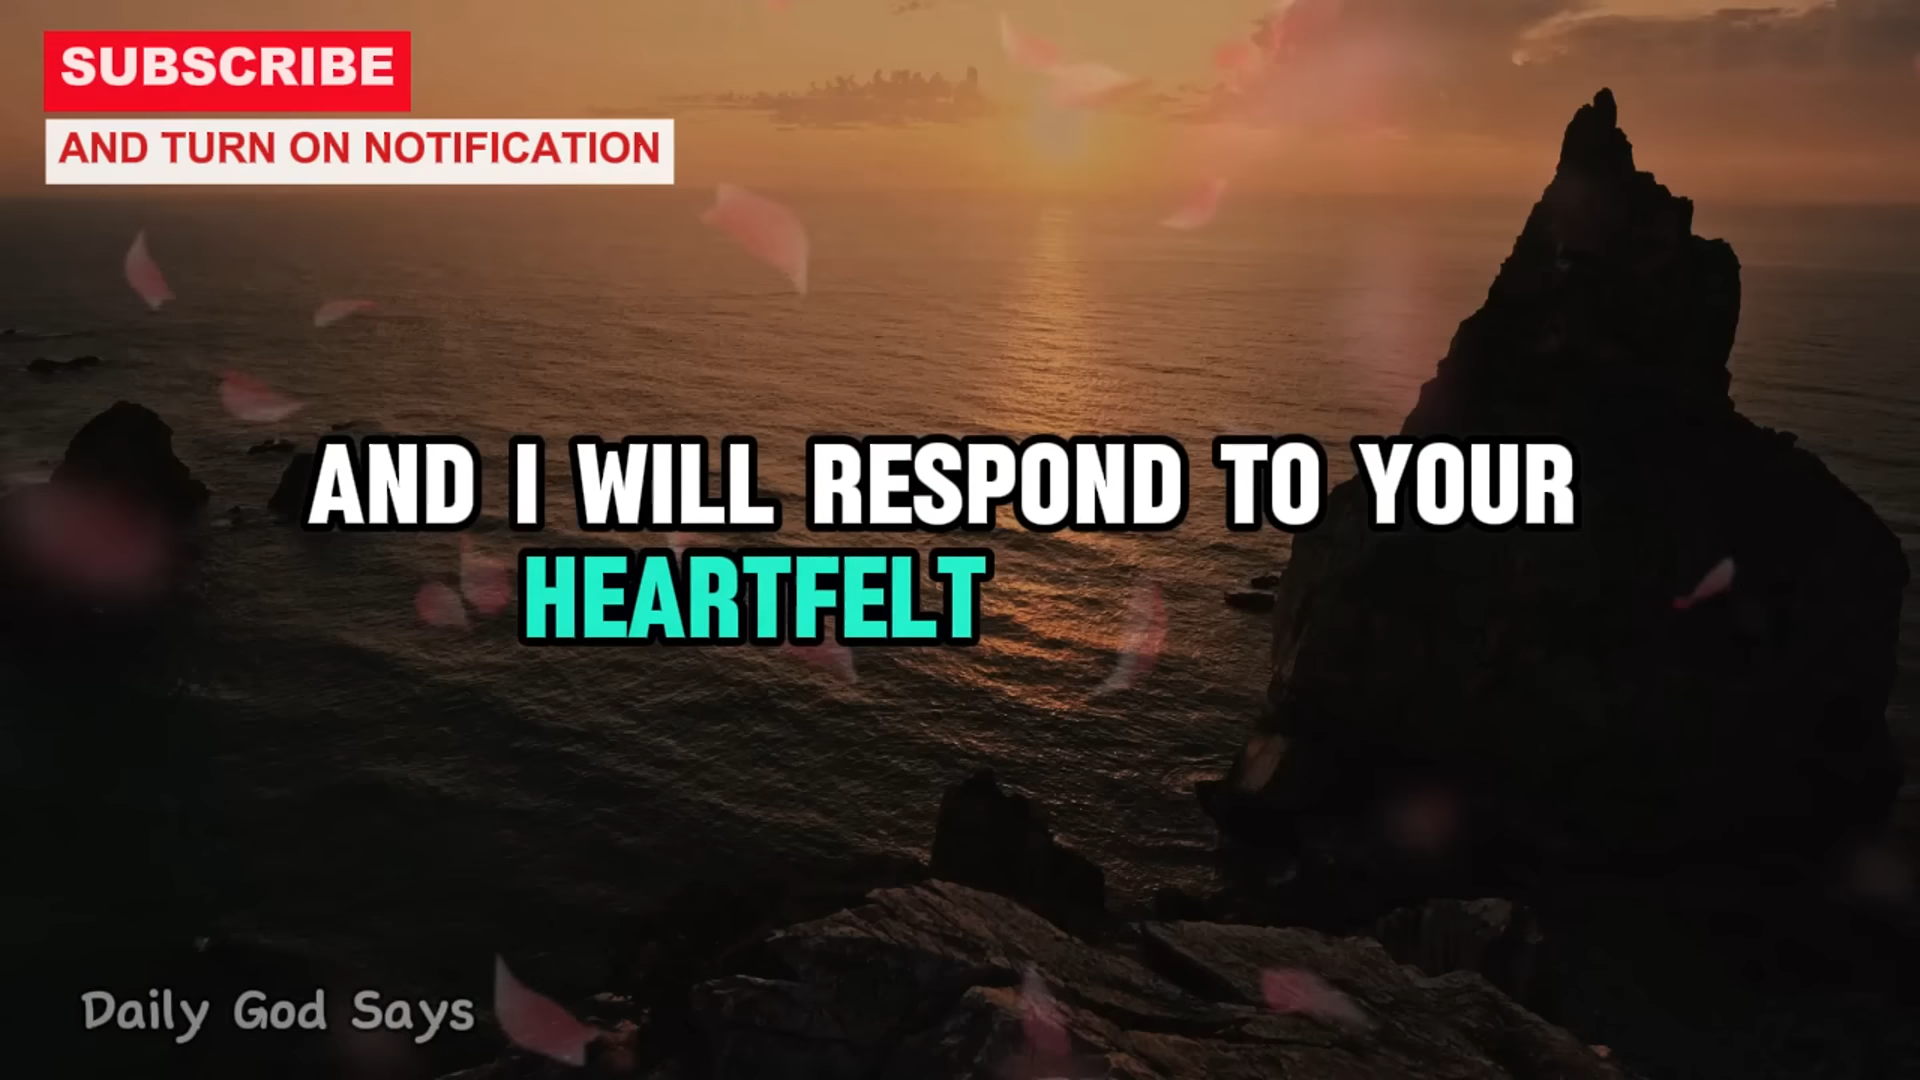 SUBSCRIBE
AND TURN ON NOTIFICATION
AND I WILL RESPOND TO YOUR
HEARTFELT
Daily God Says